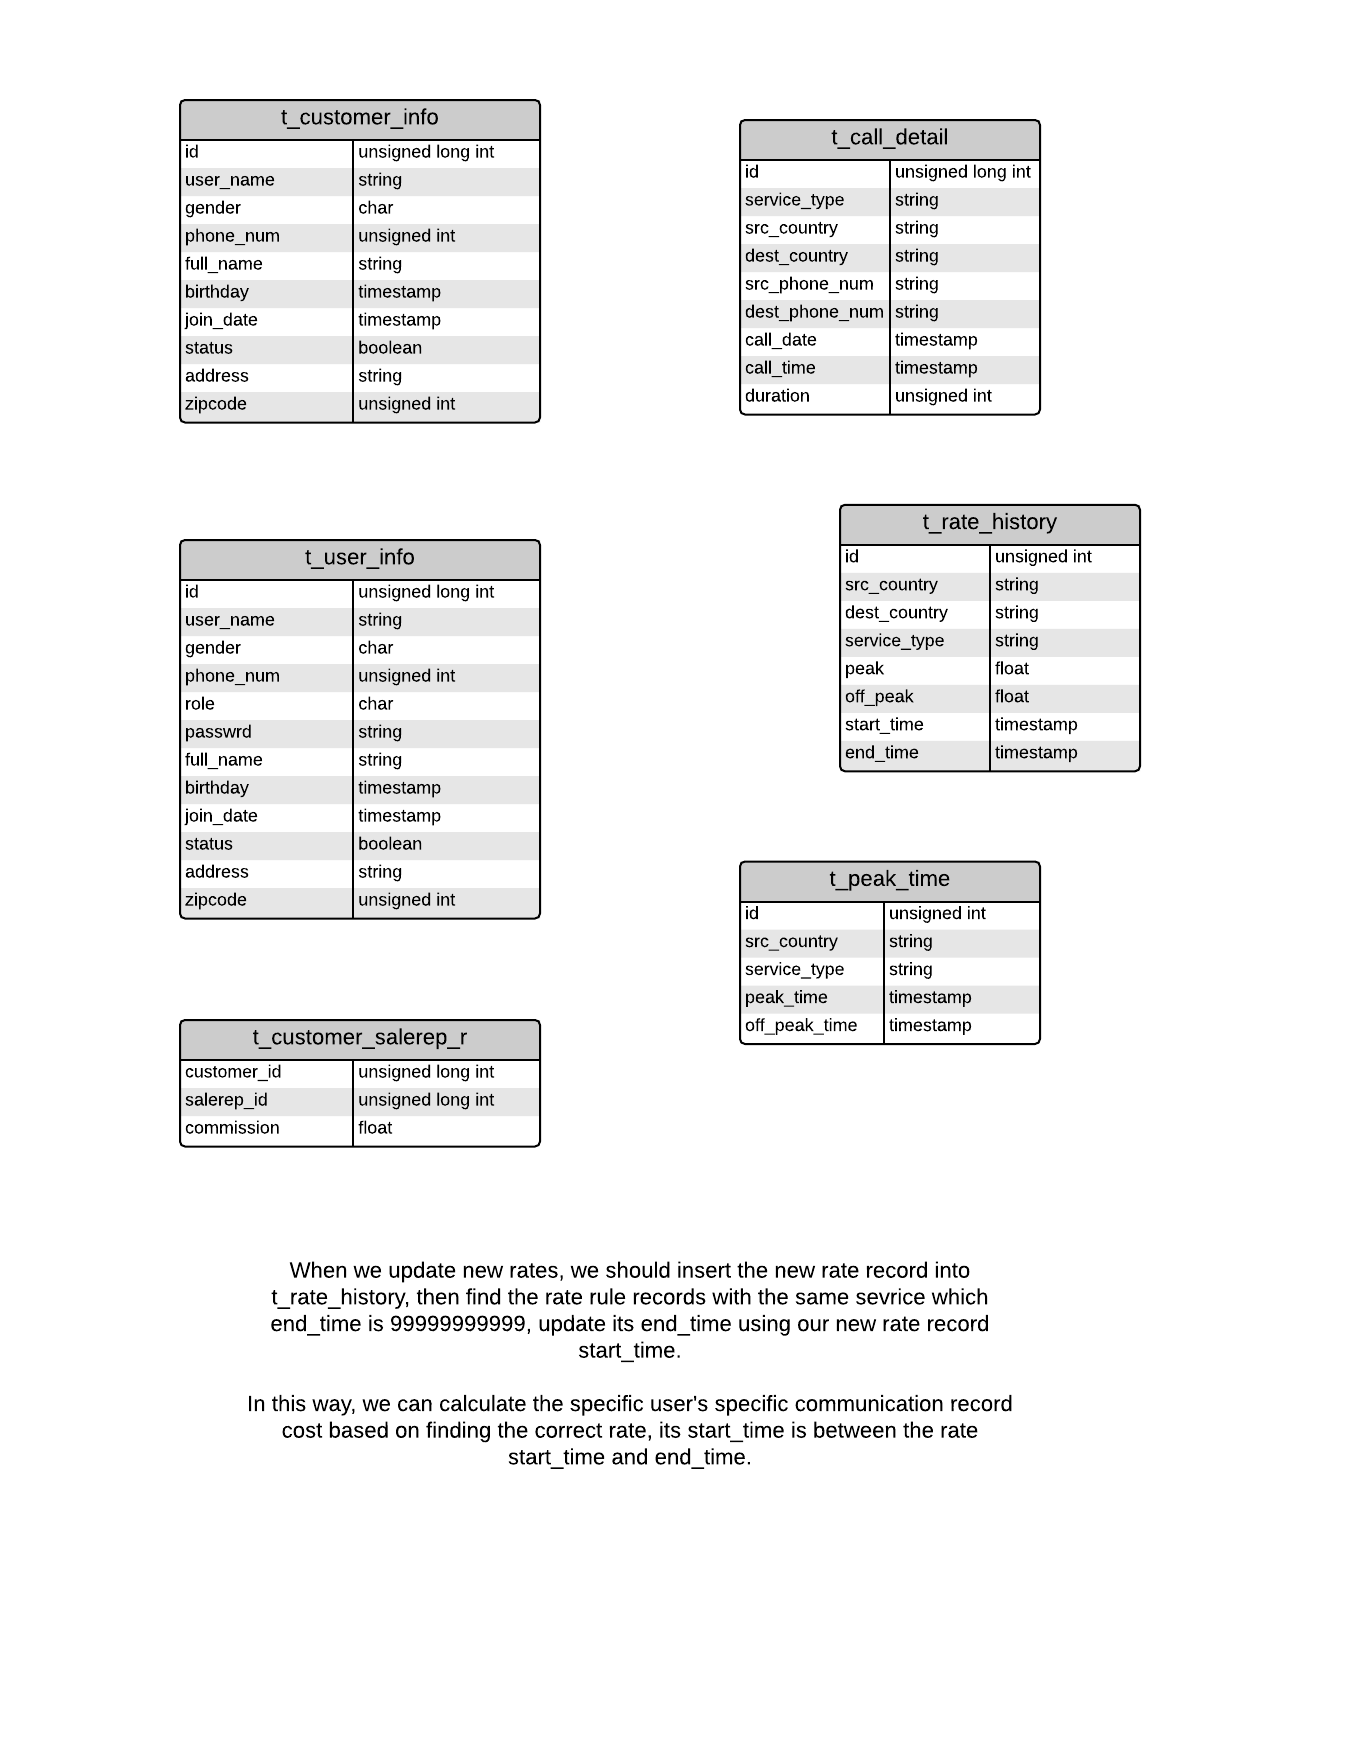 t_customer_info
id unsigned long int
user_name string
gender char
phone_num unsigned int
full_name string
birthday timestamp
join_date timestamp
status boolean
address string
zipcode unsigned int
t_call_detail
id unsigned long int
service_type string
src_country string
dest_country string
src_phone_num string
dest_phone_num string
call_date timestamp
call_time timestamp
duration unsigned int
t_user_info
id unsigned long int
user_name string
gender char
phone_num unsigned int
role char
passwrd string
full_name string
birthday timestamp
join_date timestamp
status boolean
address string
zipcode unsigned int
t_rate_history
id unsigned int
src_country string
dest_country string
service_type string
peak float
off_peak float
start_time timestamp
end_time timestamp
t_peak_time
id unsigned int
src_country string
service_type string
peak_time timestamp
off_peak_time timestamp
t_customer_salerep_r
customer_id unsigned long int
salerep_id unsigned long int
commission float
When we update new rates, we should insert the new rate record into
t_rate_history, then find the rate rule records with the same sevrice which
end_time is 99999999999, update its end_time using our new rate record
start_time.
In this way, we can calculate the specific user's specific communication record
cost based on finding the correct rate, its start_time is between the rate
start_time and end_time.